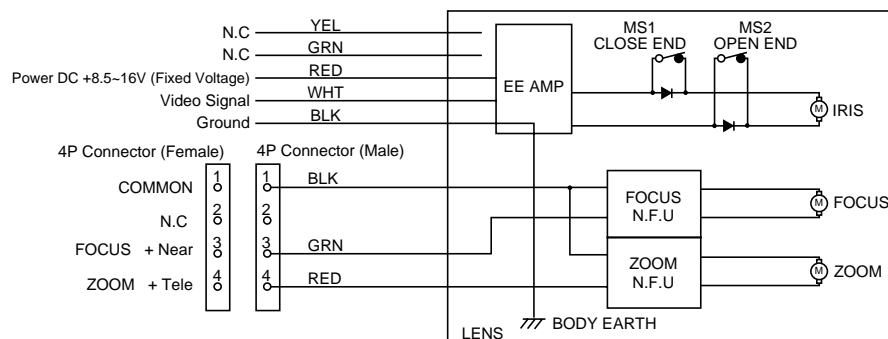 N.C YEL
N.C GRN
Power DC +8.5~16V (Fixed Voltage) RED
Video Signal WHT
Ground BLK
EE AMP
MS1
CLOSE END
MS2
OPEN END
M IRIS
4P Connector (Female) 4P Connector (Male)
COMMON 1 1 BLK
N.C 2 2
FOCUS + Near 3 3 GRN
ZOOM + Tele 4 4 RED
FOCUS
N.F.U
M FOCUS
ZOOM
N.F.U
M ZOOM
BODY EARTH
LENS